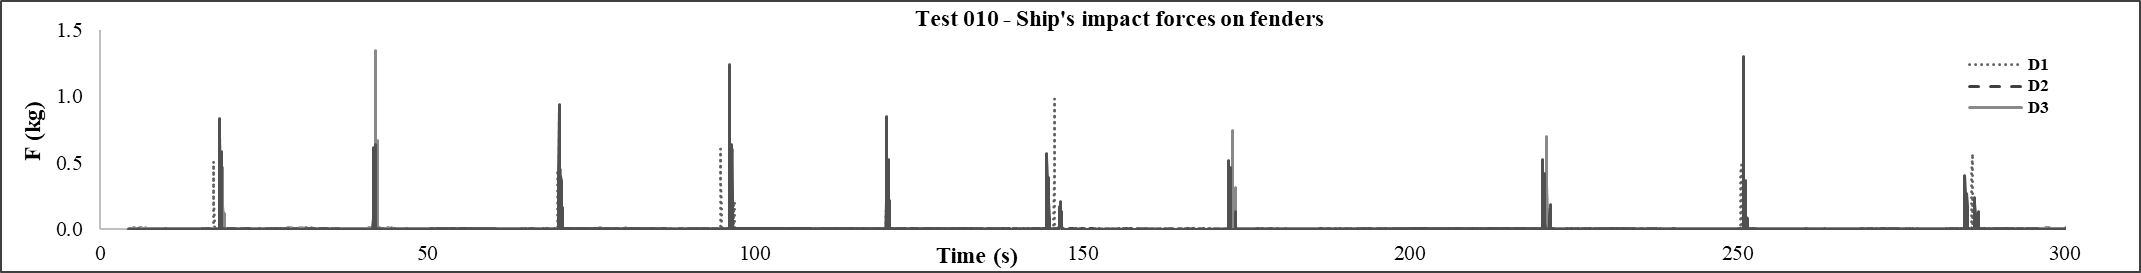 Test 010 - Ship's impact forces on fenders
1.5
1.0
0.5
0.0
F (kg)
D1
D2
D3
0 50 100 150 200 250 300
Time (s)